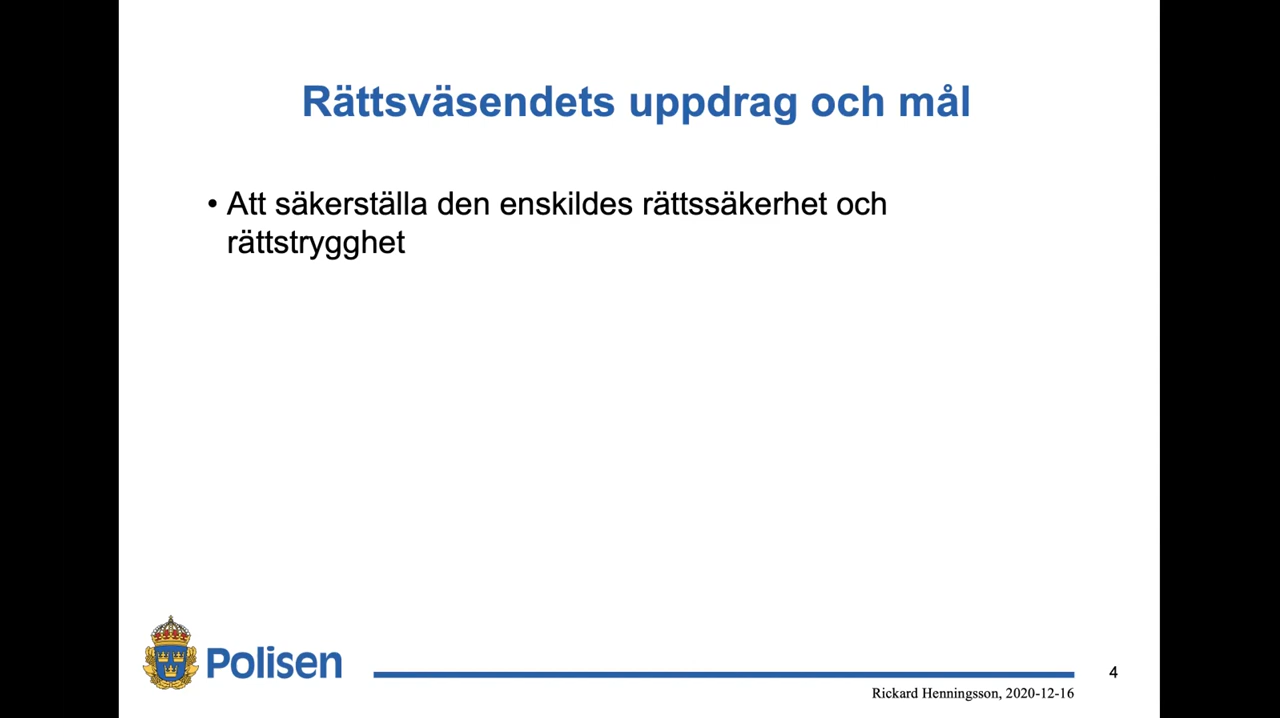 Rättsväsendets uppdrag och mål
• Att säkerställa den enskildes rättssäkerhet och
rättstrygghet
Polisen
4
Rickard Henningsson, 2020-12-16